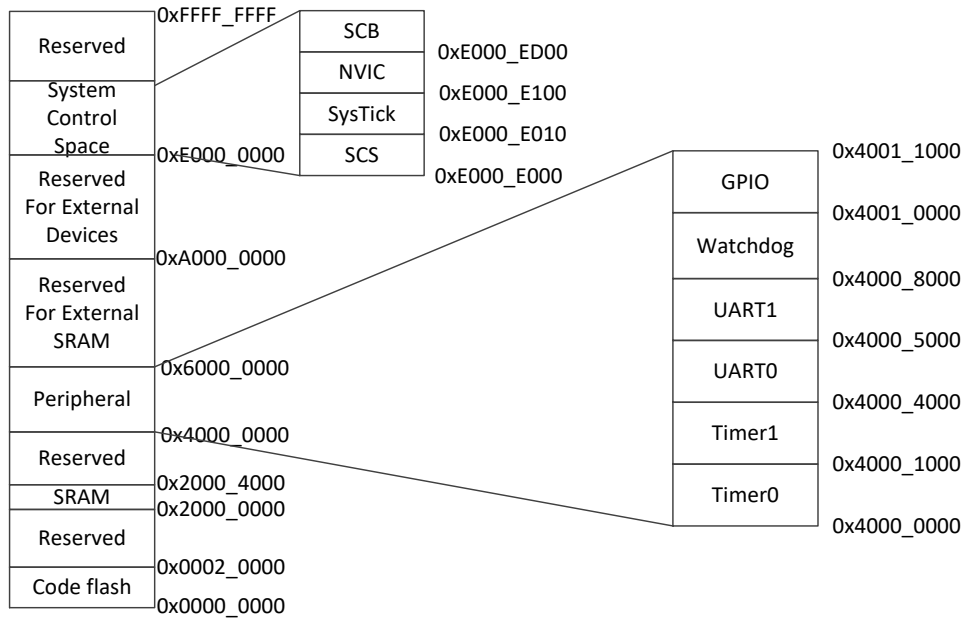 0xFFFF_FFFF
Reserved
System
Control
Space
0xE000_0000
Reserved
For External
Devices
0xA000_0000
Reserved
For External
SRAM
0x6000_0000
Peripheral
0x4000_0000
Reserved
0x2000_4000
SRAM
0x2000_0000
Reserved
0x0002_0000
Code flash
0x0000_0000
SCB
0xE000_ED00
NVIC
0xE000_E100
SysTick
0xE000_E010
SCS
0xE000_E000
0x4001_1000
GPIO
0x4001_0000
Watchdog
0x4000_8000
UART1
0x4000_5000
UART0
0x4000_4000
Timer1
0x4000_1000
Timer0
0x4000_0000